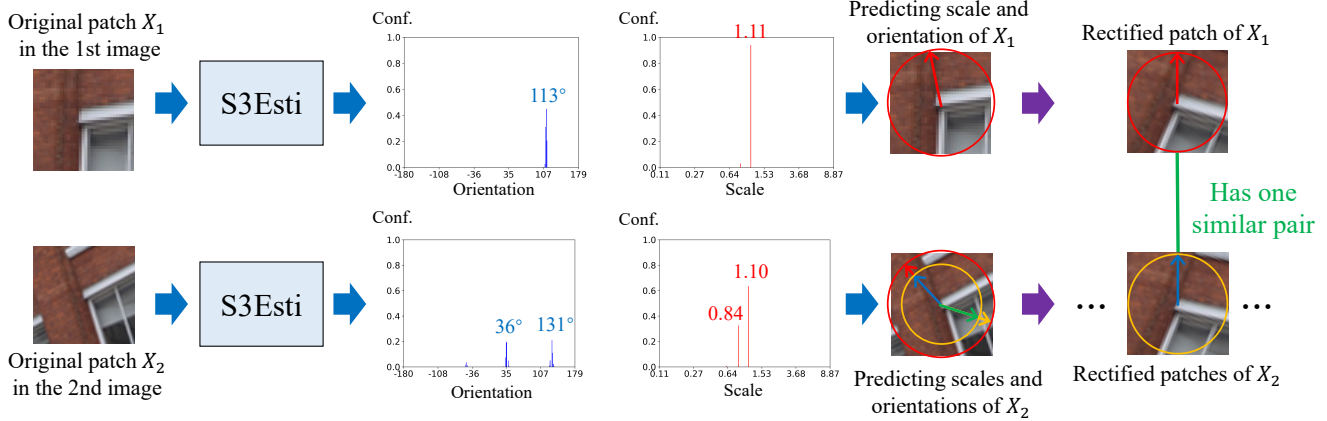 Original patch X₁
in the 1st image
S3Esti
Conf.
1.0
0.8
0.6
0.4
0.2
0.0
113°
-180 -108 -36 35 107 179
Orientation
Conf.
1.0
0.8
0.6
0.4
0.2
0.0
1.11
0.11 0.27 0.64 1.53 3.68 8.87
Scale
Predicting scale and
orientation of X₁
Rectified patch of X₁
Has one
similar pair
Original patch X₂
in the 2nd image
S3Esti
Conf.
1.0
0.8
0.6
0.4
0.2
0.0
36°
131°
-180 -108 -36 35 107 179
Orientation
Conf.
1.0
0.8
0.6
0.4
0.2
0.0
1.10
0.84
0.11 0.27 0.64 1.53 3.68 8.87
Scale
Predicting scales and
orientations of X₂
... ...
Rectified patches of X₂